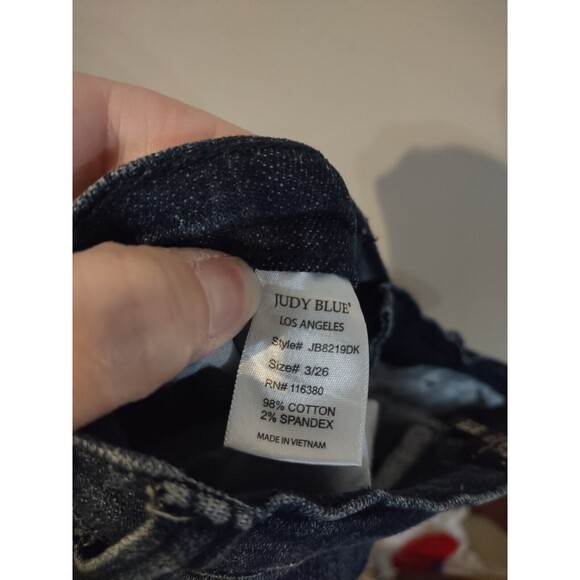 JUDY BLUE®
LOS ANGELES
Style# JB8219DK
Size# 3/26
RN# 116380
98% COTTON
2% SPANDEX
MADE IN VIETNAM